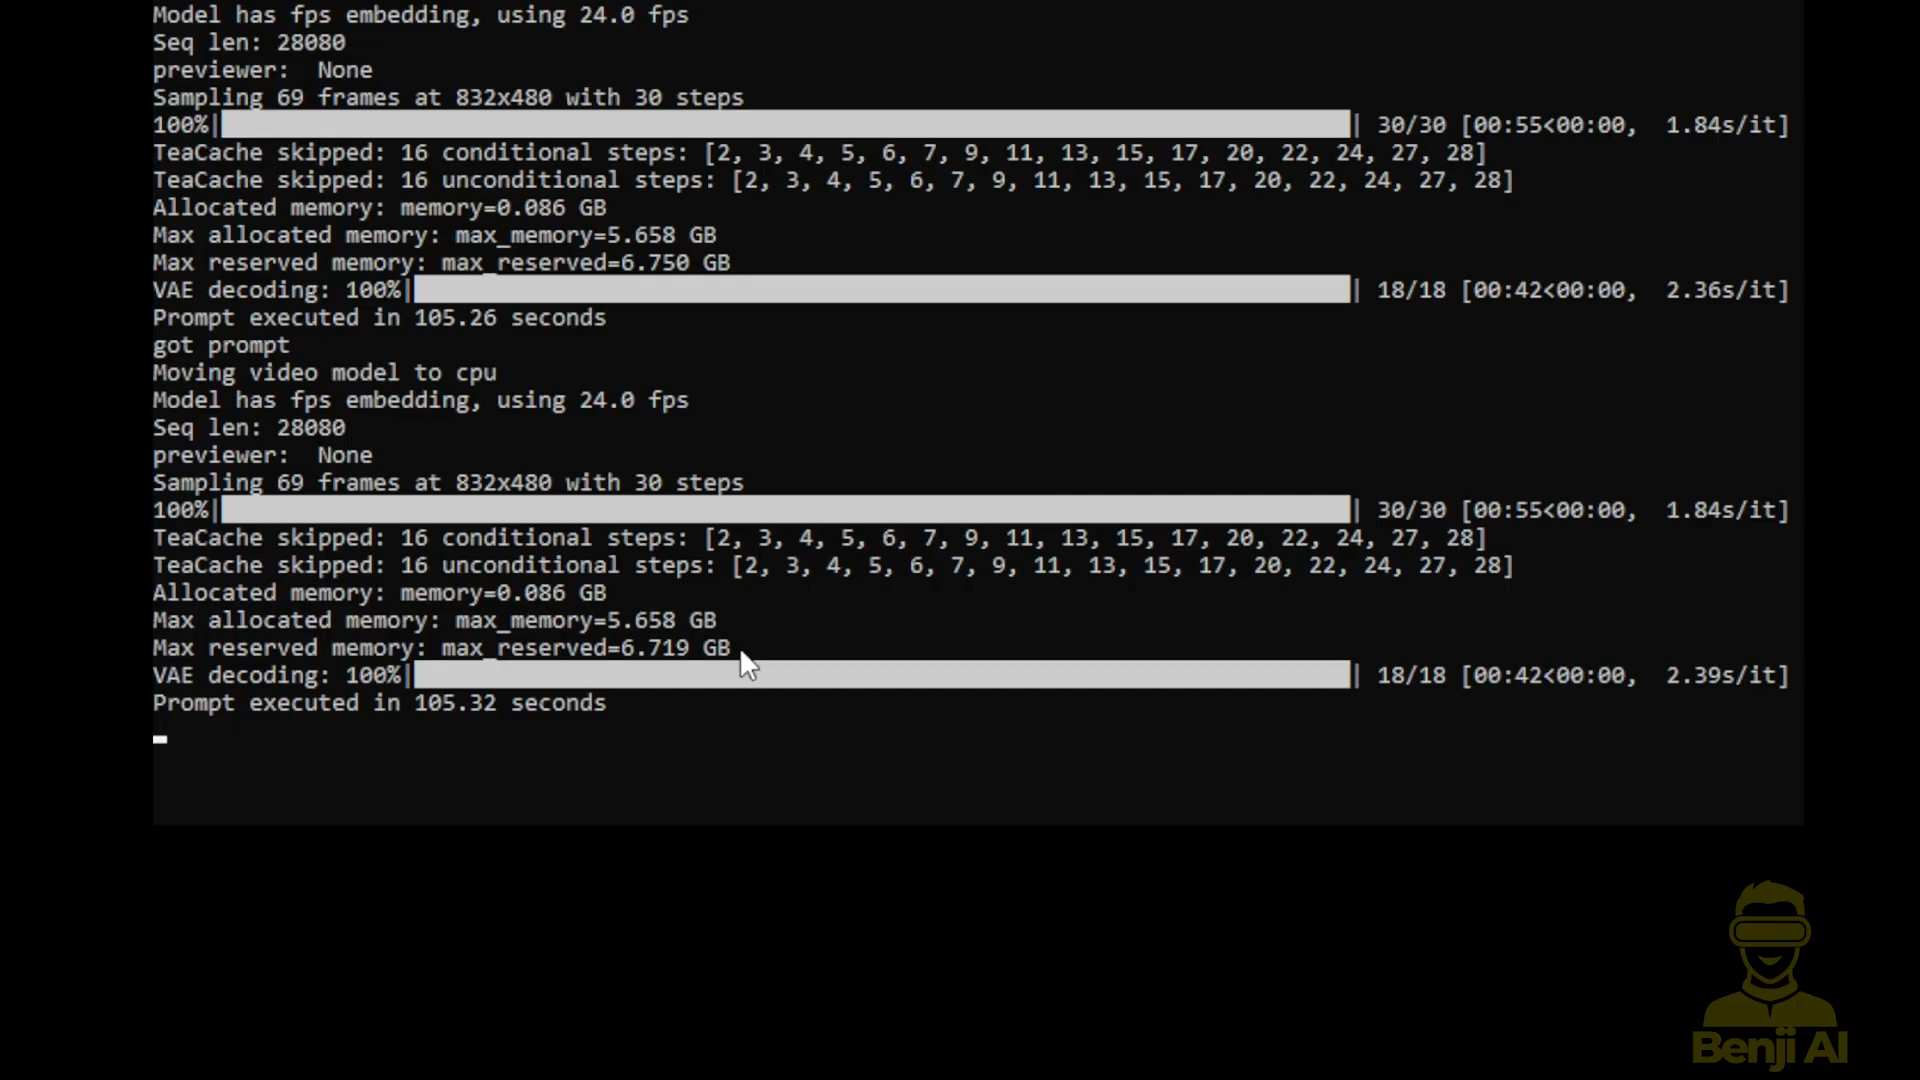 Model has fps embedding, using 24.0 fps
Seq len: 28080
previewer:  None
Sampling 69 frames at 832x480 with 30 steps
100%| | 30/30 [00:55<00:00,  1.84s/it]
TeaCache skipped: 16 conditional steps: [2, 3, 4, 5, 6, 7, 9, 11, 13, 15, 17, 20, 22, 24, 27, 28]
TeaCache skipped: 16 unconditional steps: [2, 3, 4, 5, 6, 7, 9, 11, 13, 15, 17, 20, 22, 24, 27, 28]
Allocated memory: memory=0.086 GB
Max allocated memory: max_memory=5.658 GB
Max reserved memory: max_reserved=6.750 GB
VAE decoding: 100%| | 18/18 [00:42<00:00,  2.36s/it]
Prompt executed in 105.26 seconds
got prompt
Moving video model to cpu
Model has fps embedding, using 24.0 fps
Seq len: 28080
previewer:  None
Sampling 69 frames at 832x480 with 30 steps
100%| | 30/30 [00:55<00:00,  1.84s/it]
TeaCache skipped: 16 conditional steps: [2, 3, 4, 5, 6, 7, 9, 11, 13, 15, 17, 20, 22, 24, 27, 28]
TeaCache skipped: 16 unconditional steps: [2, 3, 4, 5, 6, 7, 9, 11, 13, 15, 17, 20, 22, 24, 27, 28]
Allocated memory: memory=0.086 GB
Max allocated memory: max_memory=5.658 GB
Max reserved memory: max_reserved=6.719 GB
VAE decoding: 100%| | 18/18 [00:42<00:00,  2.39s/it]
Prompt executed in 105.32 seconds
Benji AI